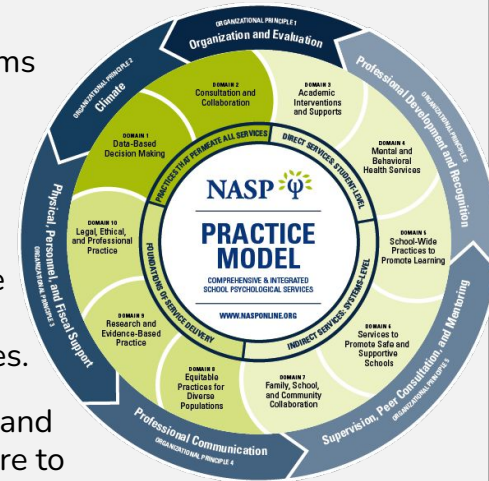 ms
e
es.
and
re to
ORGANIZATIONAL PRINCIPLE 1
Organization and Evaluation
ORGANIZATIONAL PRINCIPLE 2
Climate
Physical, Personnel, and Fiscal Support
ORGANIZATIONAL PRINCIPLE 3
Professional Communication
ORGANIZATIONAL PRINCIPLE 4
Supervision, Peer Consultation, and Mentoring
ORGANIZATIONAL PRINCIPLE 5
Professional Development and Recognition
ORGANIZATIONAL PRINCIPLE 6
DOMAIN 1
Data-Based
Decision Making
DOMAIN 2
Consultation and
Collaboration
DOMAIN 3
Academic
Interventions
and Supports
DOMAIN 4
Mental and
Behavioral
Health Services
DOMAIN 5
School-Wide
Practices to
Promote Learning
DOMAIN 6
Services to
Promote Safe and
Supportive
Schools
DOMAIN 7
Family, School,
and Community
Collaboration
DOMAIN 8
Equitable
Practices for
Diverse
Populations
DOMAIN 9
Research and
Evidence-Based
Practice
DOMAIN 10
Legal, Ethical,
and Professional
Practice
PRACTICES THAT PERMEATE ALL SERVICES
DIRECT SERVICES: STUDENT-LEVEL
INDIRECT SERVICES: SYSTEMS-LEVEL
FOUNDATIONS OF SERVICE DELIVERY
NASP
PRACTICE
MODEL
COMPREHENSIVE & INTEGRATED
SCHOOL PSYCHOLOGICAL SERVICES
WWW.NASPONLINE.ORG